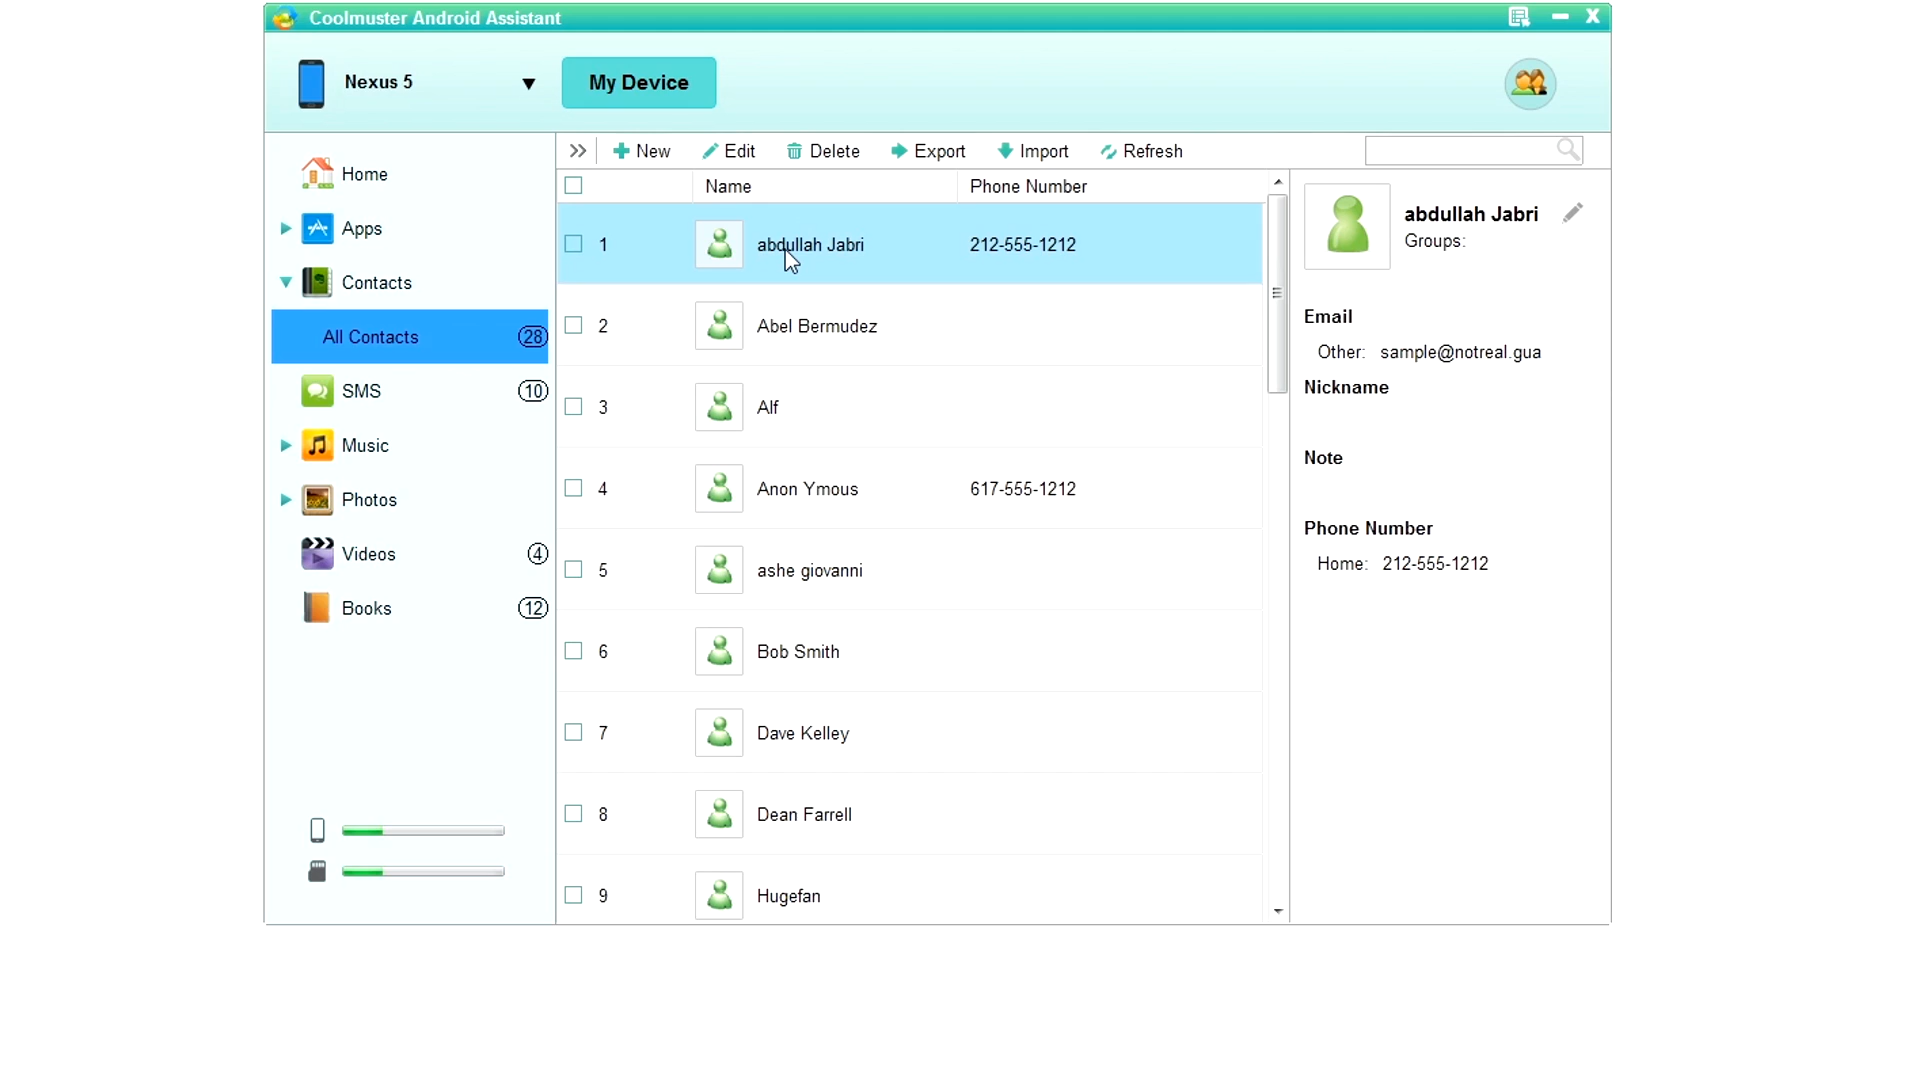 Coolmuster Android Assistant
Nexus 5
My Device
Home
Apps
Contacts
All Contacts 28
SMS 10
Music
Photos
Videos 4
Books 12
New Edit Delete Export Import Refresh
Name Phone Number
1 abdullah Jabri 212-555-1212
2 Abel Bermudez
3 Alf
4 Anon Ymous 617-555-1212
5 ashe giovanni
6 Bob Smith
7 Dave Kelley
8 Dean Farrell
9 Hugefan
abdullah Jabri
Groups:
Email
Other: sample@notreal.gua
Nickname
Note
Phone Number
Home: 212-555-1212